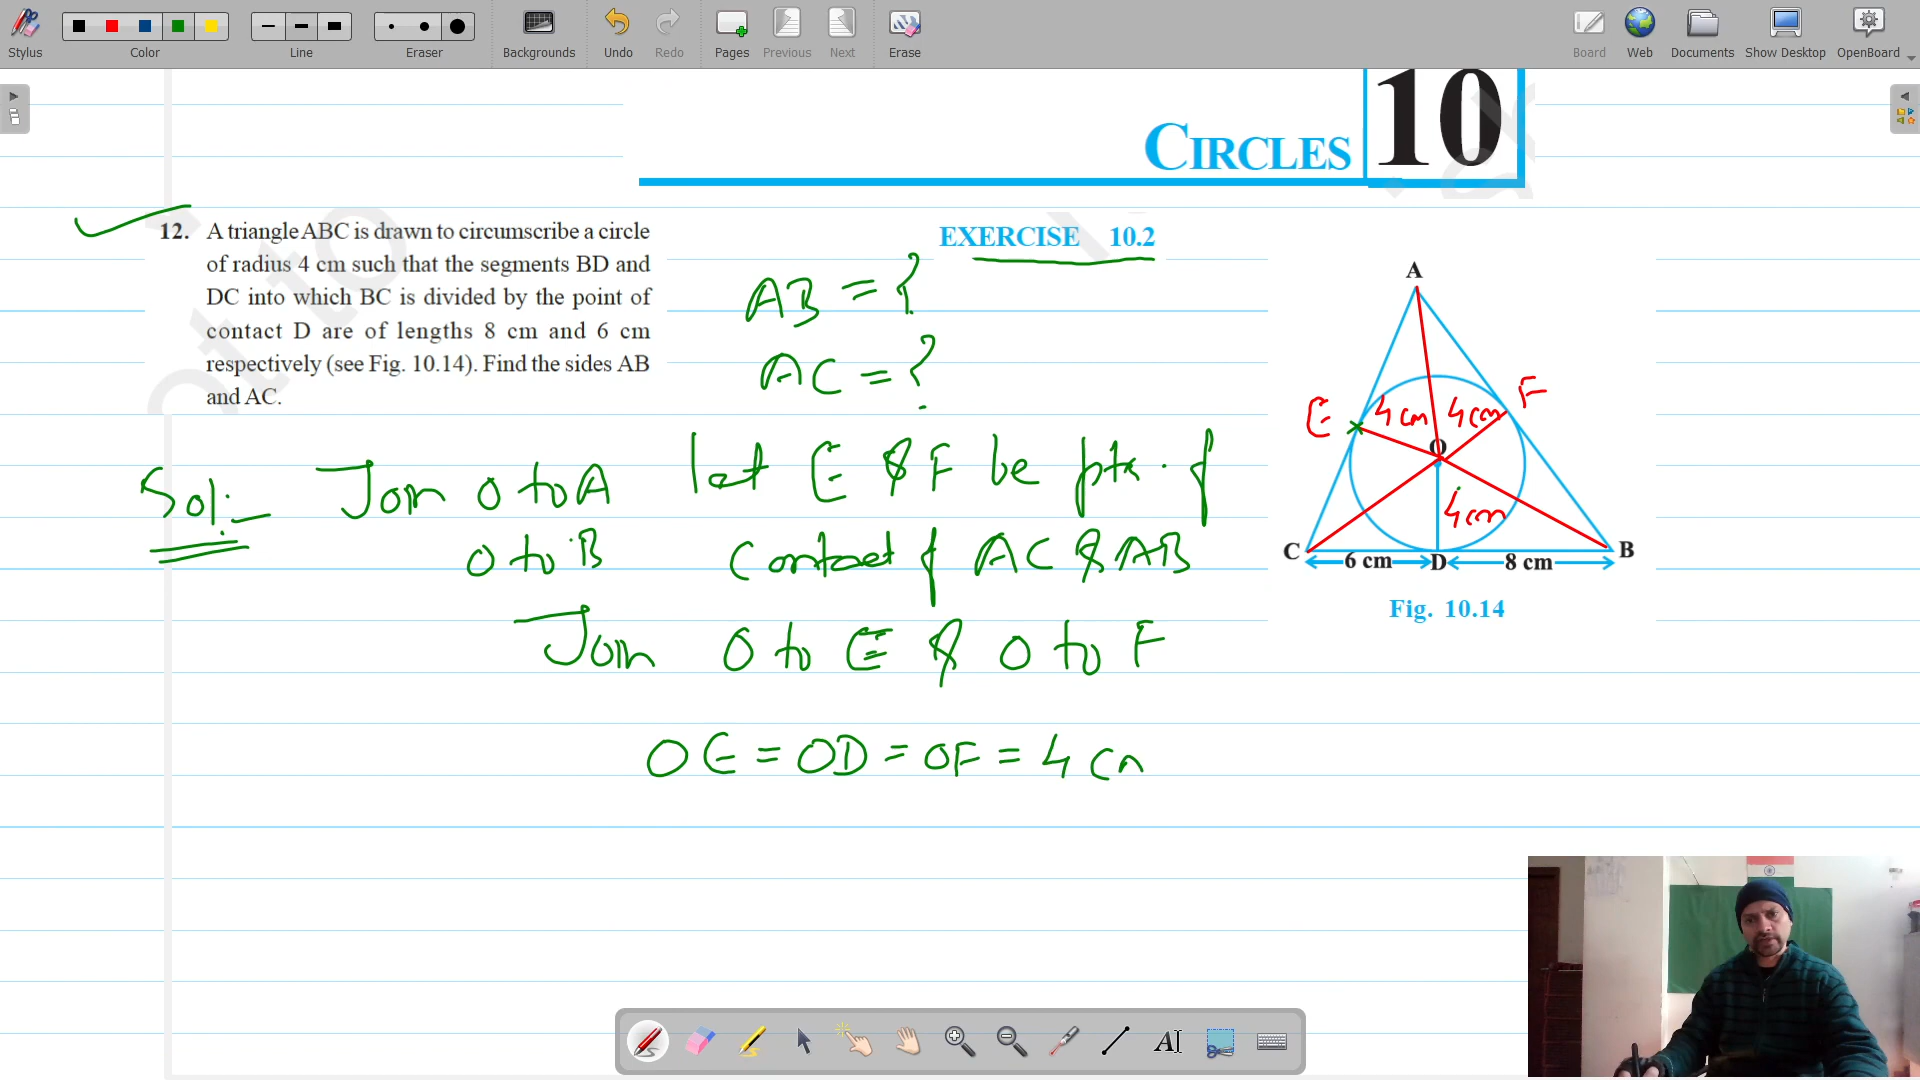 Stylus Color Line Eraser Backgrounds Undo Redo Pages Previous Next Erase Board Web Documents Show Desktop OpenBoard
CIRCLES 10
EXERCISE 10.2
12. A triangle ABC is drawn to circumscribe a circle
of radius 4 cm such that the segments BD and
DC into which BC is divided by the point of
contact D are of lengths 8 cm and 6 cm
respectively (see Fig. 10.14). Find the sides AB
and AC.
AB = ?
AC = ?
A
E 4 cm 4 cm F
O
4 cm
C 6 cm D 8 cm B
Fig. 10.14
Sol:- Join O to A let E & F be pts. of
O to B Contact of AC & AB
Join O to E & O to F
OE = OD = OF = 4 cm